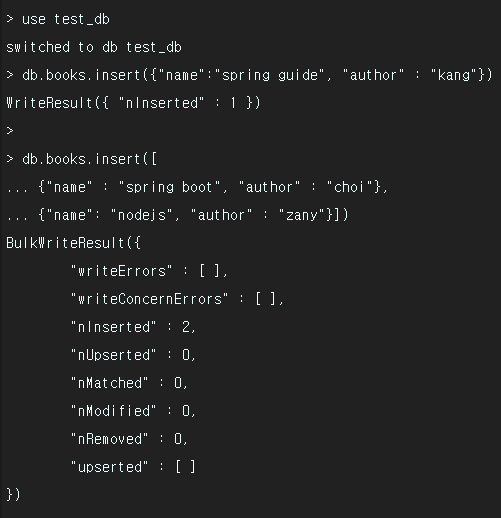 > use test_db
switched to db test_db
> db.books.insert({"name":"spring guide", "author" : "kang"})
WriteResult({ "nInserted" : 1 })
>
> db.books.insert([
... {"name" : "spring boot", "author" : "choi"},
... {"name": "nodejs", "author" : "zany"}])
BulkWriteResult({
        "writeErrors" : [ ],
        "writeConcernErrors" : [ ],
        "nInserted" : 2,
        "nUpserted" : 0,
        "nMatched" : 0,
        "nModified" : 0,
        "nRemoved" : 0,
        "upserted" : [ ]
})